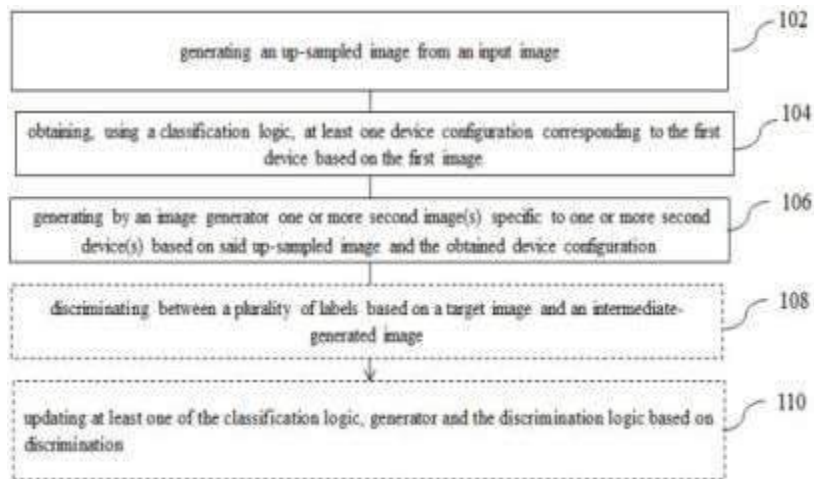 102
generating an up-sampled image from an input image
104
obtaining, using a classification logic, at least one device configuration corresponding to the first
device based on the first image
106
generating by an image generator one or more second image(s) specific to one or more second
device(s) based on said up-sampled image and the obtained device configuration
108
discriminating between a plurality of labels based on a target image and an intermediate-
generated image
110
updating at least one of the classification logic, generator and the discrimination logic based on
discrimination